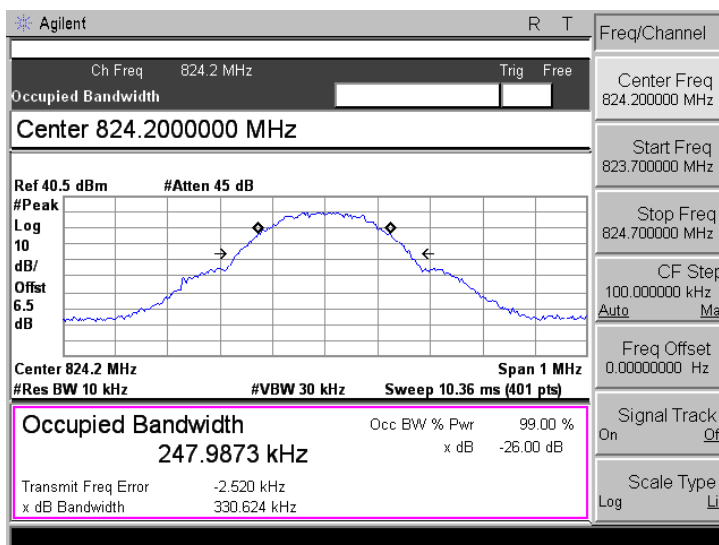 Agilent R T
Ch Freq 824.2 MHz Trig Free
Occupied Bandwidth
Center 824.2000000 MHz
Ref 40.5 dBm #Atten 45 dB
#Peak
Log
10
dB/
Offst
6.5
dB
Center 824.2 MHz Span 1 MHz
#Res BW 10 kHz #VBW 30 kHz Sweep 10.36 ms (401 pts)
Occupied Bandwidth Occ BW % Pwr 99.00 %
247.9873 kHz x dB -26.00 dB
Transmit Freq Error -2.520 kHz
x dB Bandwidth 330.624 kHz
Freq/Channel
Center Freq
824.200000 MHz
Start Freq
823.700000 MHz
Stop Freq
824.700000 MHz
CF Step
100.000000 kHz
Auto Ma
Freq Offset
0.00000000 Hz
Signal Track
On Of
Scale Type
Log Li